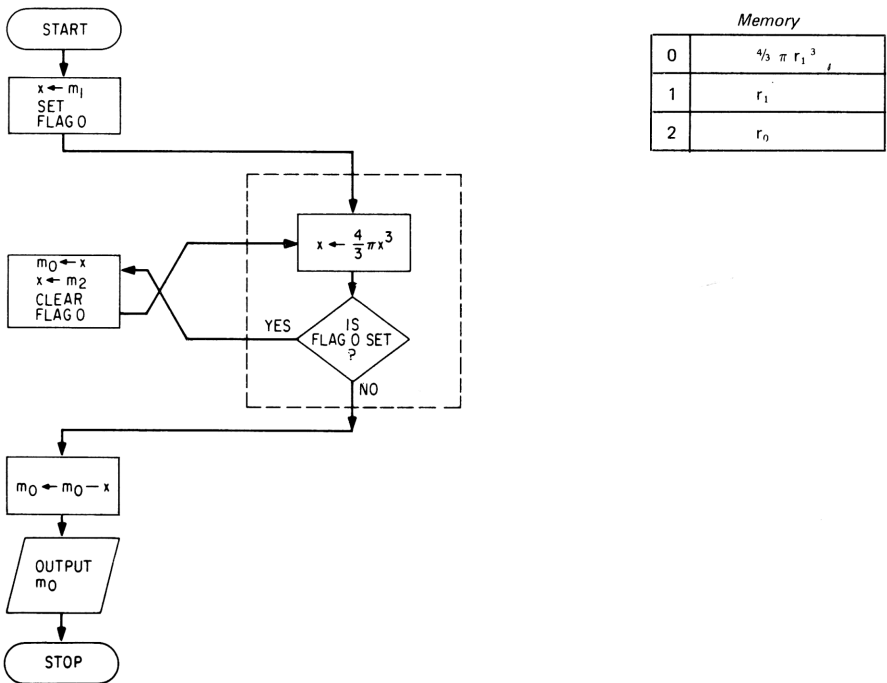 START
x ← m₁
SET
FLAG 0
x ← 4/3 πx³
m₀ ← x
x ← m₂
CLEAR
FLAG 0
YES
IS
FLAG 0 SET
?
NO
m₀ ← m₀ — x
OUTPUT
m₀
STOP
Memory
0 4/3 π r₁³
1 r₁
2 r₀